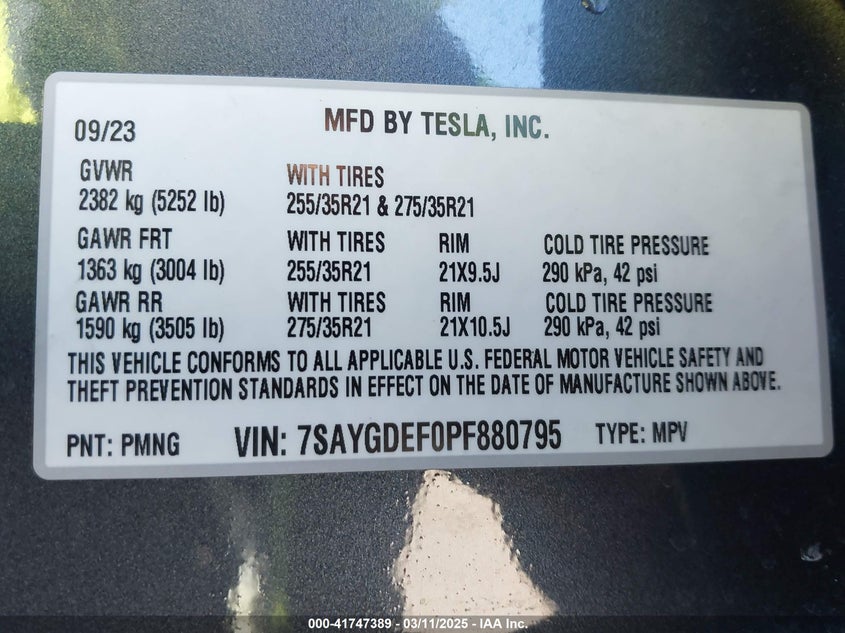 09/23 MFD BY TESLA, INC.
GVWR WITH TIRES
2382 kg (5252 lb) 255/35R21 & 275/35R21
GAWR FRT WITH TIRES RIM COLD TIRE PRESSURE
1363 kg (3004 lb) 255/35R21 21X9.5J 290 kPa, 42 psi
GAWR RR WITH TIRES RIM COLD TIRE PRESSURE
1590 kg (3505 lb) 275/35R21 21X10.5J 290 kPa, 42 psi
THIS VEHICLE CONFORMS TO ALL APPLICABLE U.S. FEDERAL MOTOR VEHICLE SAFETY AND
THEFT PREVENTION STANDARDS IN EFFECT ON THE DATE OF MANUFACTURE SHOWN ABOVE.
PNT: PMNG VIN: 7SAYGDEF0PF880795 TYPE: MPV
000-41747389 - 03/11/2025 - IAA Inc.